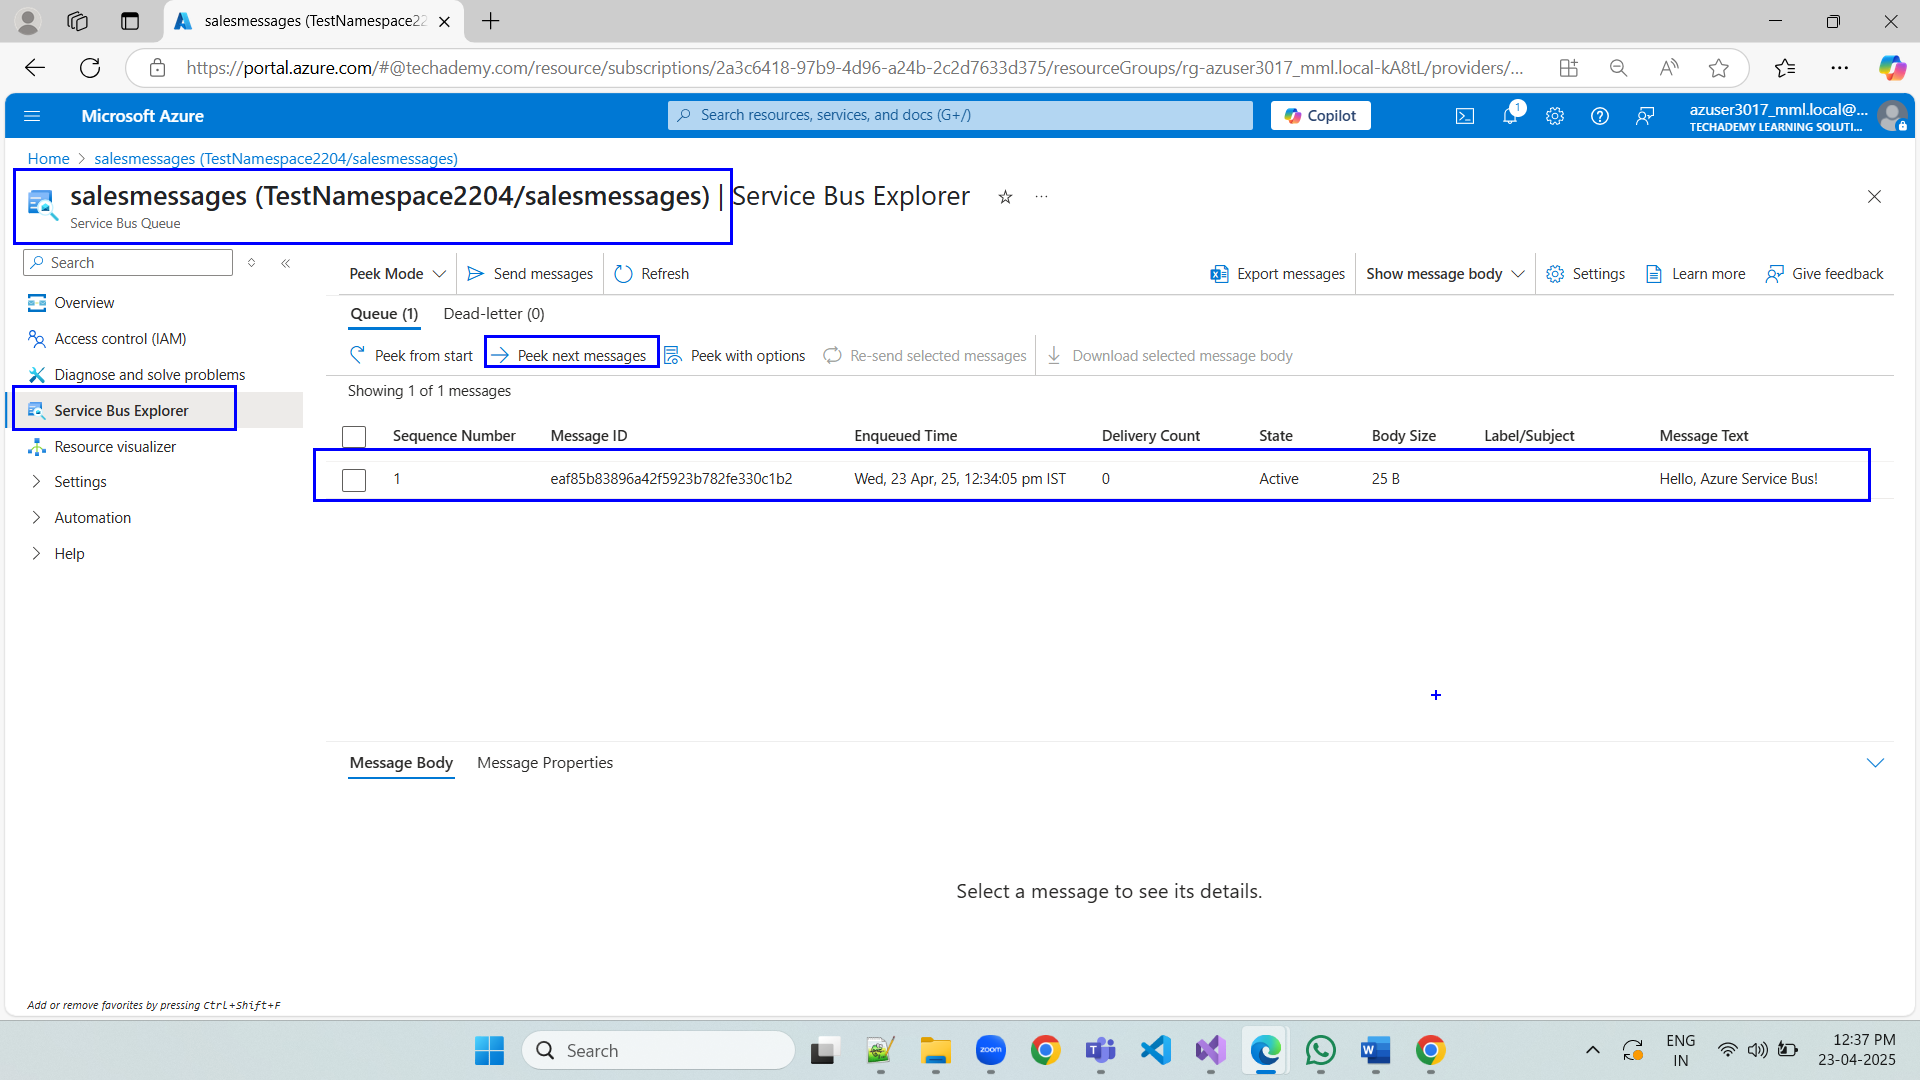 salesmessages (TestNamespace22
https://portal.azure.com/#@techademy.com/resource/subscriptions/2a3c6418-97b9-4d96-a24b-2c2d7633d375/resourceGroups/rg-azuser3017_mml.local-kA8tL/providers/...
Microsoft Azure
Search resources, services, and docs (G+/)
Copilot
1
azuser3017_mml.local@...
TECHADEMY LEARNING SOLUTI...
Home > salesmessages (TestNamespace2204/salesmessages)
salesmessages (TestNamespace2204/salesmessages) | Service Bus Explorer
Service Bus Queue
Search
Overview
Access control (IAM)
Diagnose and solve problems
Service Bus Explorer
Resource visualizer
Settings
Automation
Help
Peek Mode
Send messages
Refresh
Export messages
Show message body
Settings
Learn more
Give feedback
Queue (1)
Dead-letter (0)
Peek from start
Peek next messages
Peek with options
Re-send selected messages
Download selected message body
Showing 1 of 1 messages
Sequence Number Message ID Enqueued Time Delivery Count State Body Size Label/Subject Message Text
1 eaf85b83896a42f5923b782fe330c1b2 Wed, 23 Apr, 25, 12:34:05 pm IST 0 Active 25 B Hello, Azure Service Bus!
Message Body
Message Properties
Select a message to see its details.
Add or remove favorites by pressing Ctrl+Shift+F
Search
zoom
ENG
IN
12:37 PM
23-04-2025